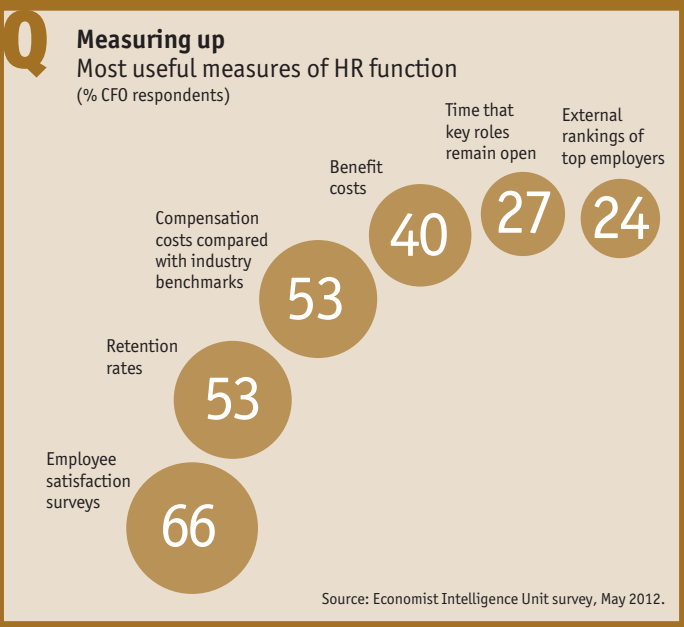 Q
Measuring up
Most useful measures of HR function
(% CFO respondents)
Time that
key roles
remain open
27
External
rankings of
top employers
24
Benefit
costs
40
Compensation
costs compared
with industry
benchmarks
53
Retention
rates
53
Employee
satisfaction
surveys
66
Source: Economist Intelligence Unit survey, May 2012.